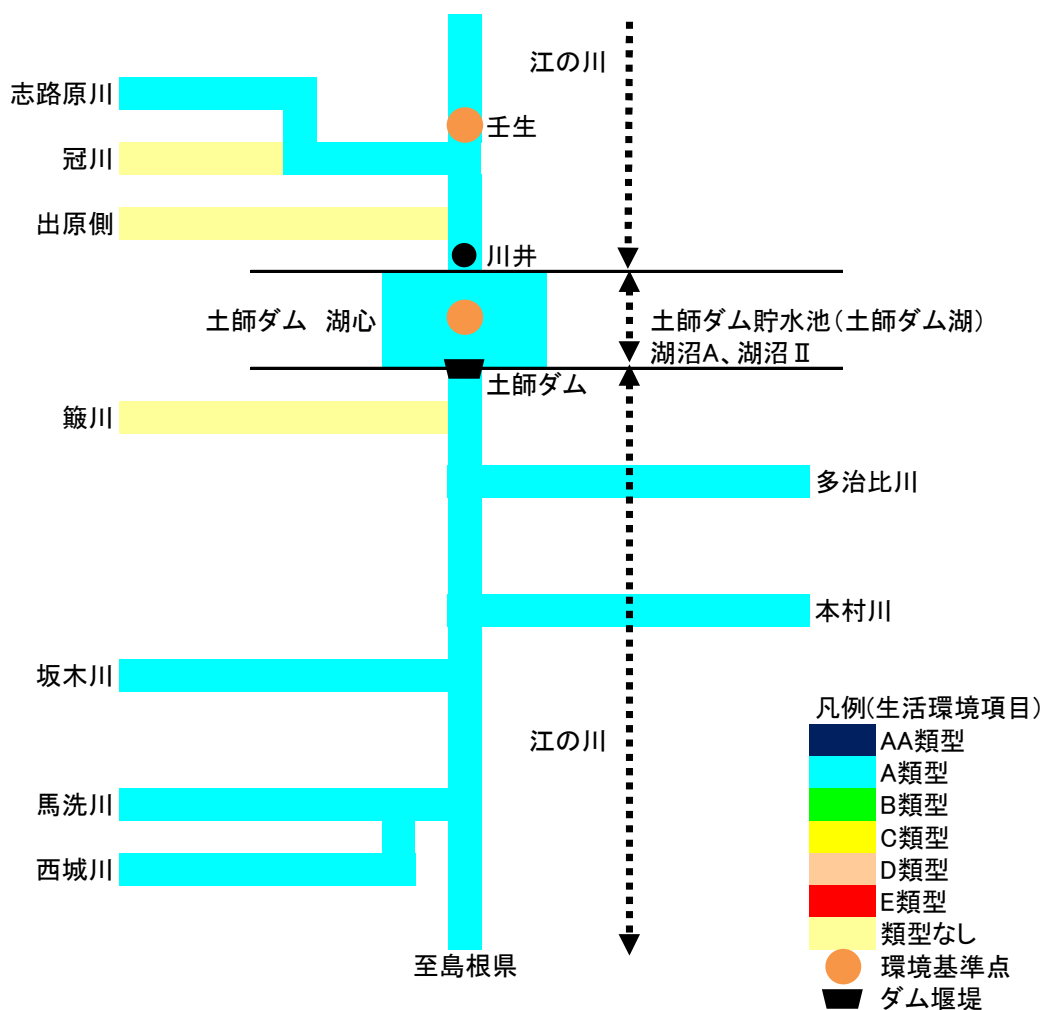 江の川
志路原川
壬生
冠川
出原側
川井
土師ダム 湖心
土師ダム貯水池(土師ダム湖)
湖沼A、湖沼Ⅱ
土師ダム
簸川
多治比川
本村川
坂木川
凡例(生活環境項目)
江の川
AA類型
A類型
馬洗川
B類型
C類型
西城川
D類型
E類型
類型なし
至島根県
環境基準点
ダム堰堤